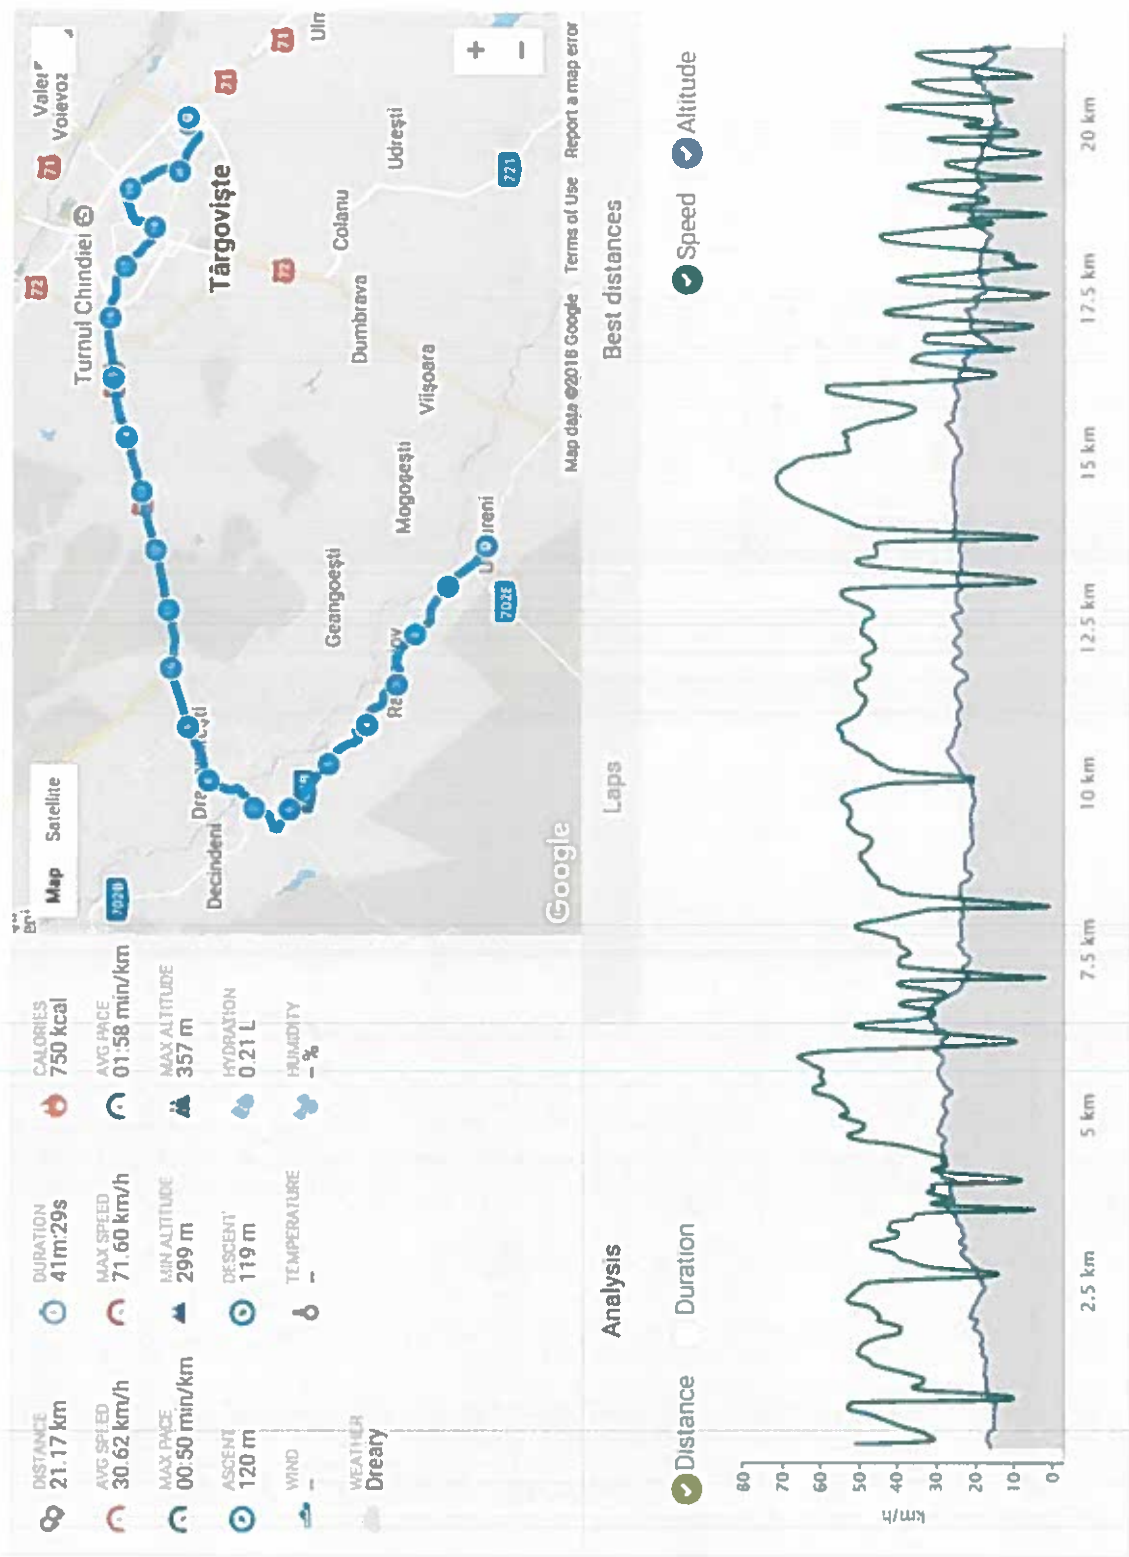 DISTANCE
21.17 km
DURATION
41m:29s
CALORIES
750 kcal
AVG SPEED
30.62 km/h
MAX SPEED
71.60 km/h
AVG PACE
01:58 min/km
MAX PACE
00:50 min/km
MIN ALTITUDE
299 m
MAX ALTITUDE
357 m
ASCENT
120 m
DESCENT
119 m
HYDRATION
0.21 L
WIND
--
TEMPERATURE
--
HUMIDITY
-- %
WEATHER
Dreary
Map Satellite
702B
Decindeni
Turnul Chindiei
72
71
Voievoz
71
71
Târgoviște
72
Colanu
Udrești
Dumbrava
721
Viișoara
Geangoești
Mogoșești
702E
Google
Map data ©2016 Google Terms of Use Report a map error
Analysis
Laps
Best distances
Distance Duration
Speed Altitude
km/h
80
70
60
50
40
30
20
10
0
2.5 km
5 km
7.5 km
10 km
12.5 km
15 km
17.5 km
20 km